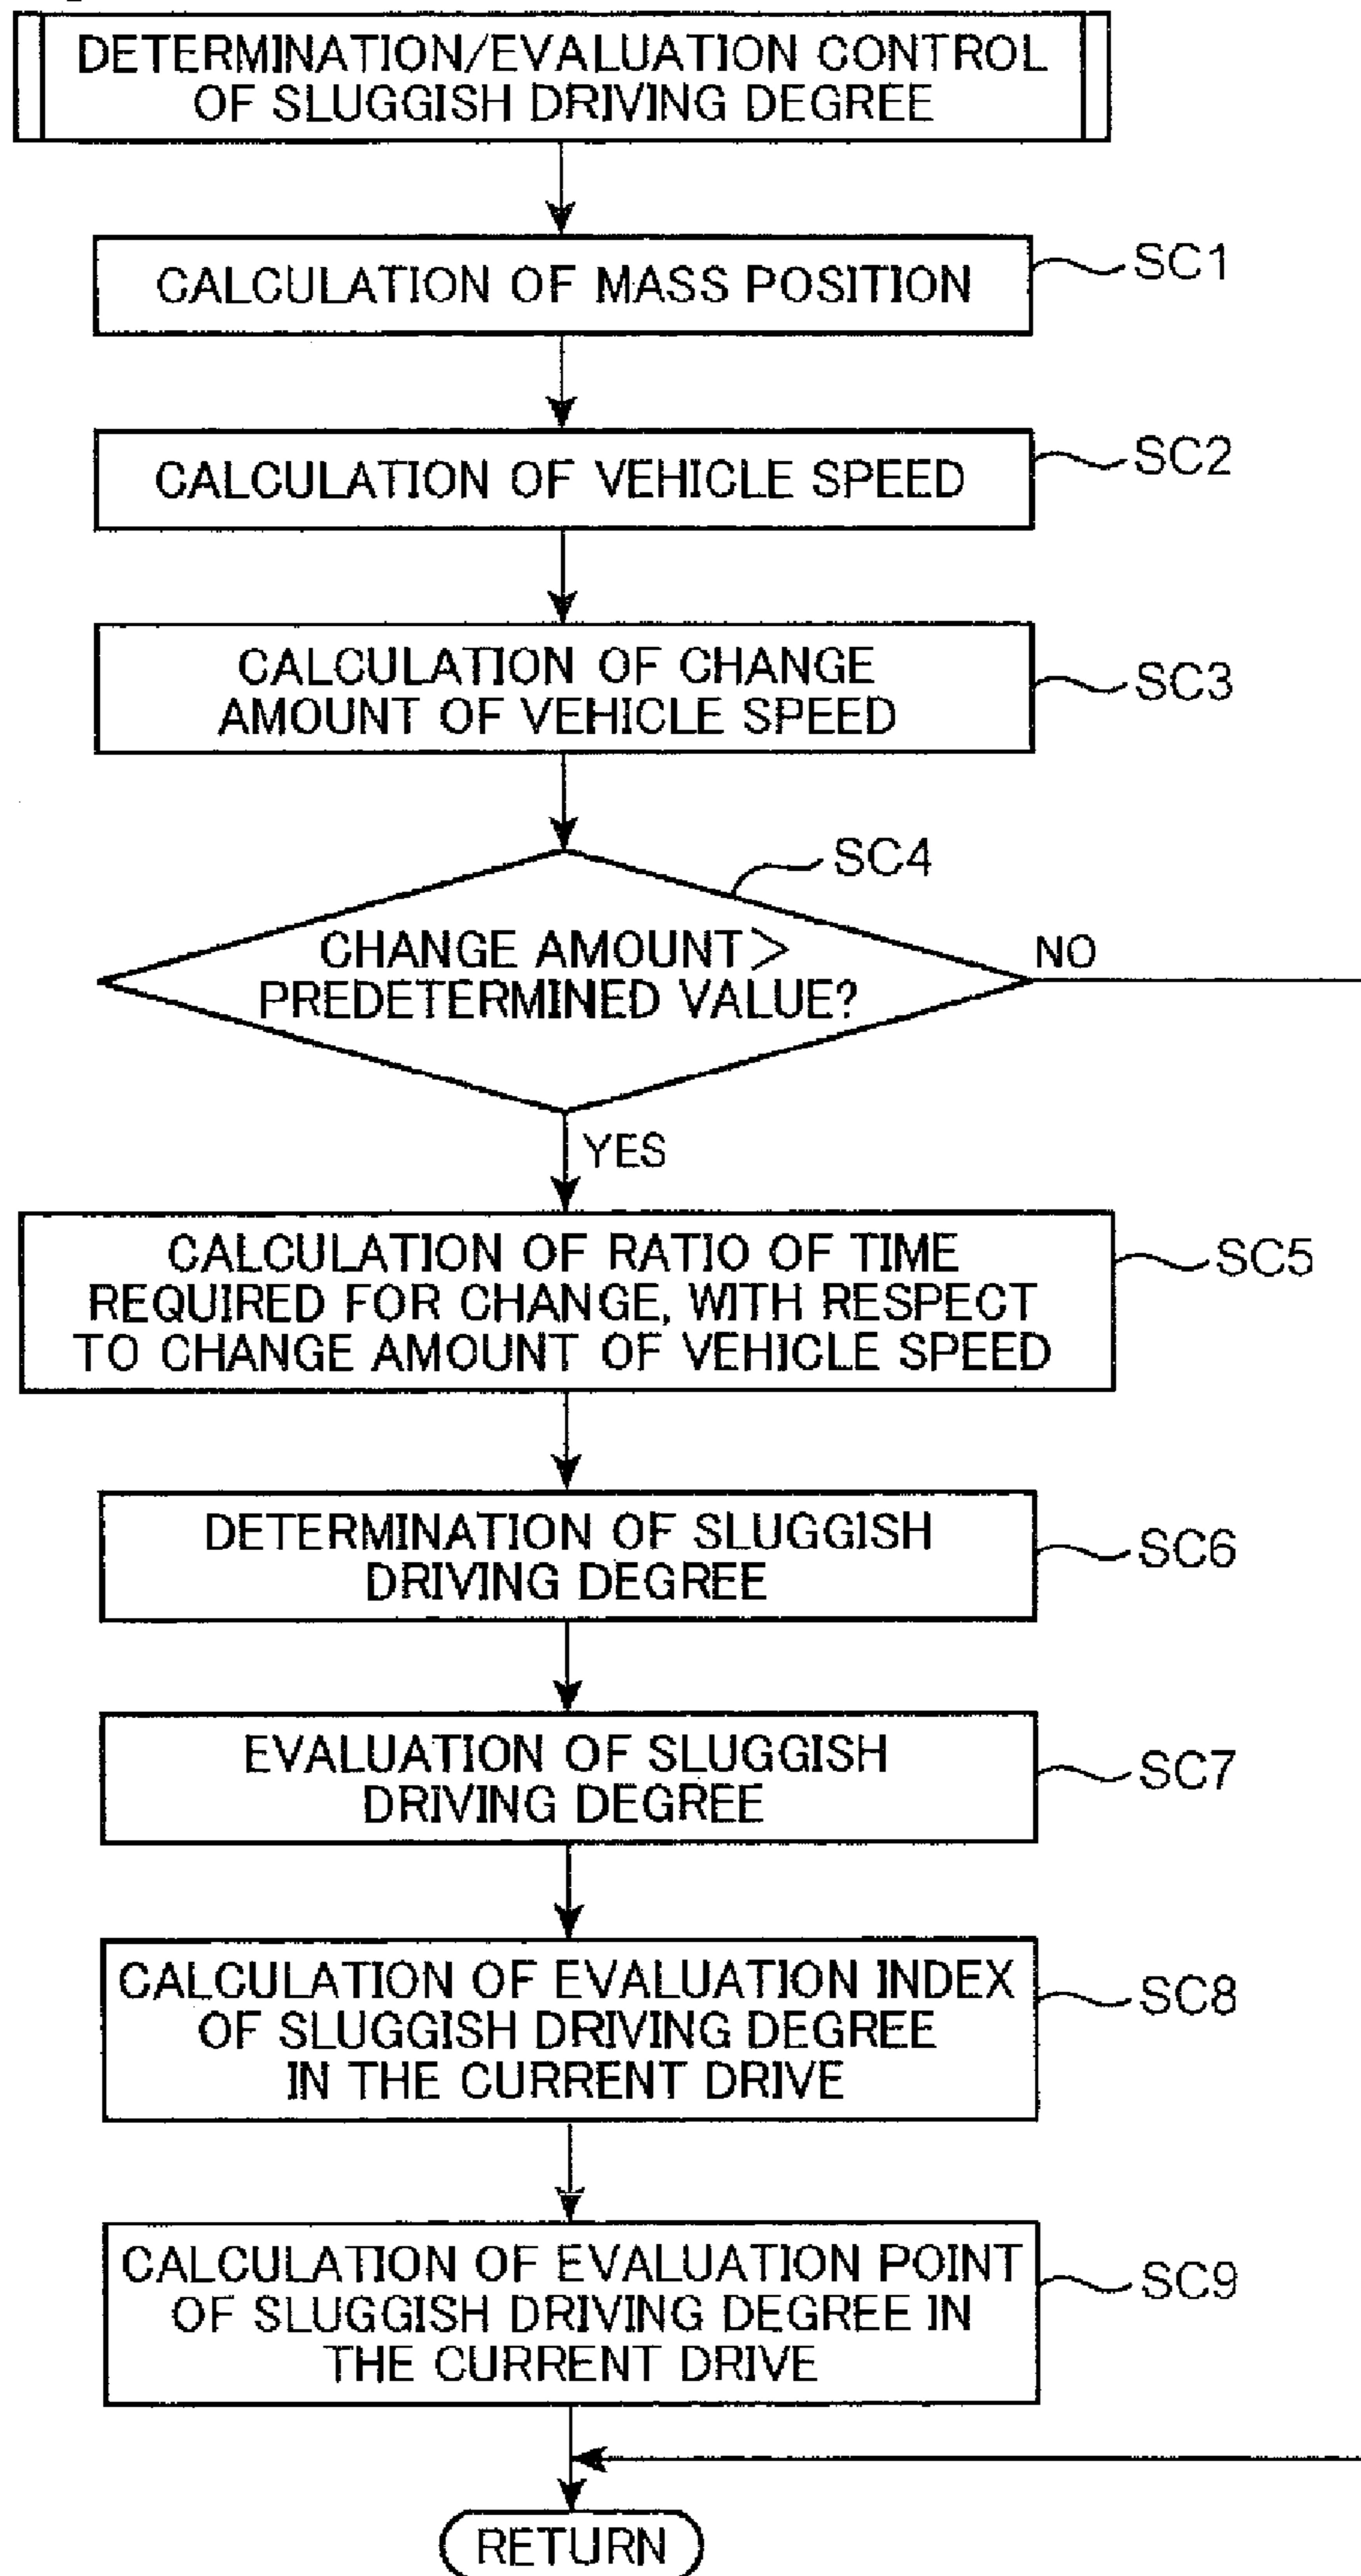 DETERMINATION/EVALUATION CONTROL
OF SLUGGISH DRIVING DEGREE
CALCULATION OF MASS POSITION
SC1
CALCULATION OF VEHICLE SPEED
SC2
CALCULATION OF CHANGE
AMOUNT OF VEHICLE SPEED
SC3
SC4
CHANGE AMOUNT>
PREDETERMINED VALUE?
NO
YES
CALCULATION OF RATIO OF TIME
REQUIRED FOR CHANGE, WITH RESPECT
TO CHANGE AMOUNT OF VEHICLE SPEED
SC5
DETERMINATION OF SLUGGISH
DRIVING DEGREE
SC6
EVALUATION OF SLUGGISH
DRIVING DEGREE
SC7
CALCULATION OF EVALUATION INDEX
OF SLUGGISH DRIVING DEGREE
IN THE CURRENT DRIVE
SC8
CALCULATION OF EVALUATION POINT
OF SLUGGISH DRIVING DEGREE IN
THE CURRENT DRIVE
SC9
RETURN